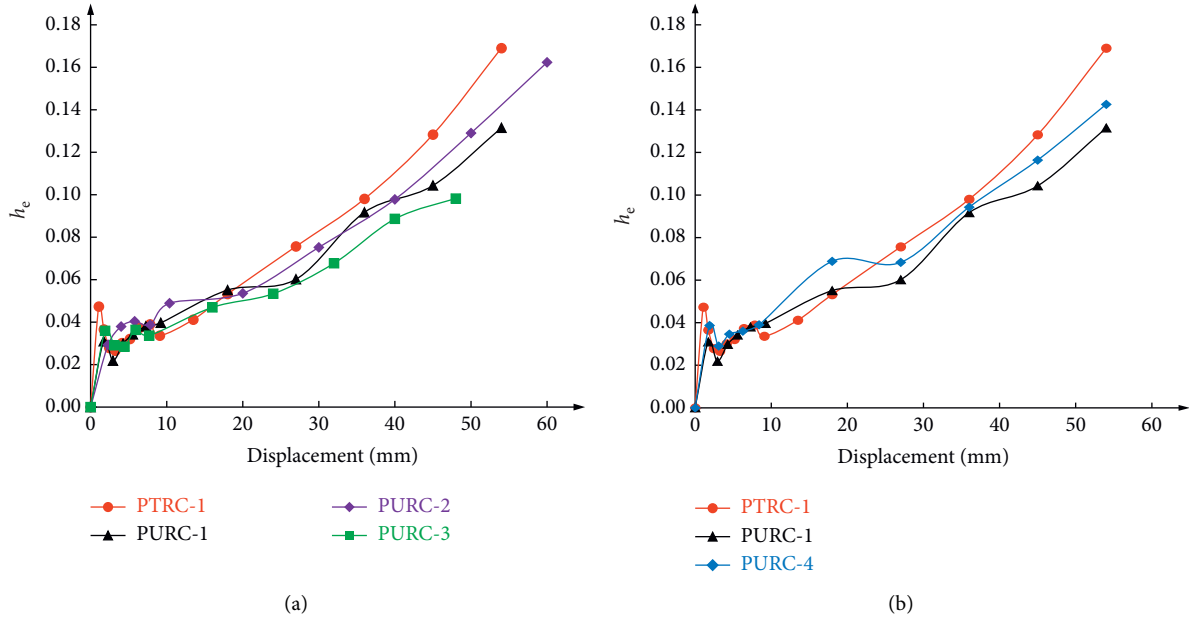 0.18
0.16
0.14
0.12
0.10
0.08
0.06
0.04
0.02
0.00
h_e
0 10 20 30 40 50 60
Displacement (mm)
PTRC-1 PURC-2
PURC-1 PURC-3
(a)
0.18
0.16
0.14
0.12
0.10
0.08
0.06
0.04
0.02
0.00
h_e
0 10 20 30 40 50 60
Displacement (mm)
PTRC-1
PURC-1
PURC-4
(b)